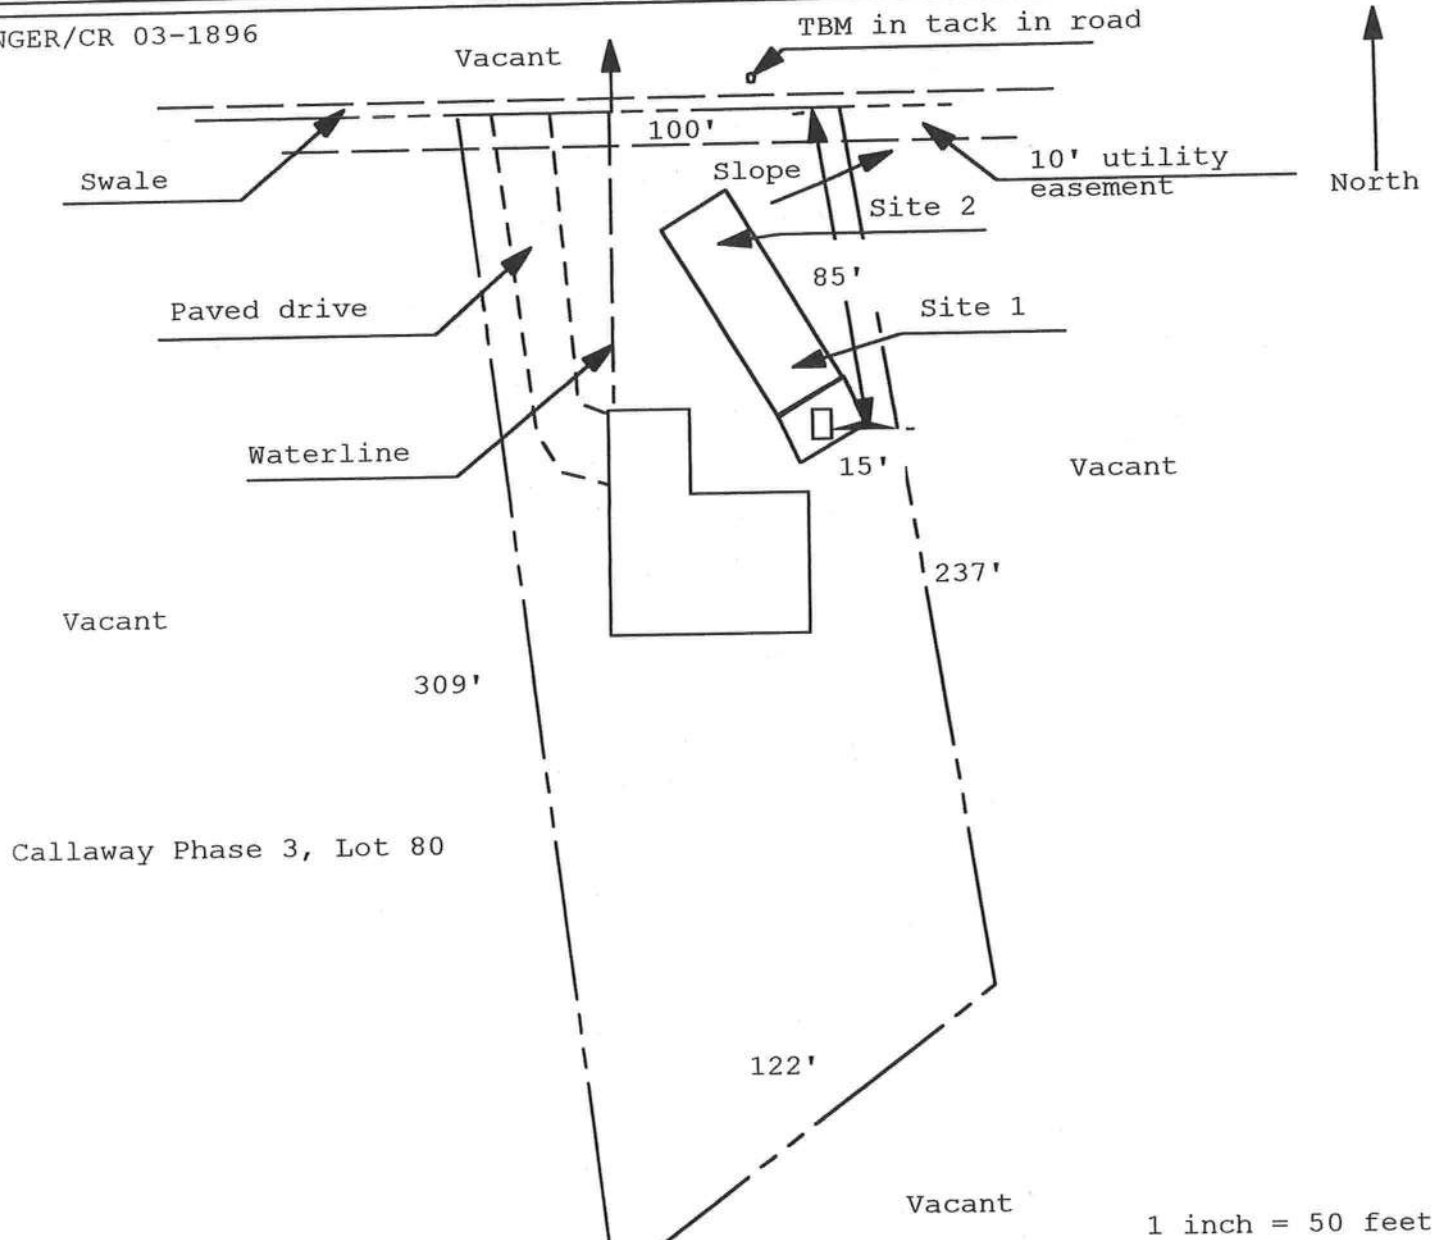 NGER/CR 03-1896
TBM in tack in road
Vacant
100'
Swale
Slope
10' utility
easement
North
Site 2
85'
Paved drive
Site 1
Waterline
15'
Vacant
237'
Vacant
309'
Callaway Phase 3, Lot 80
122'
Vacant
1 inch = 50 feet